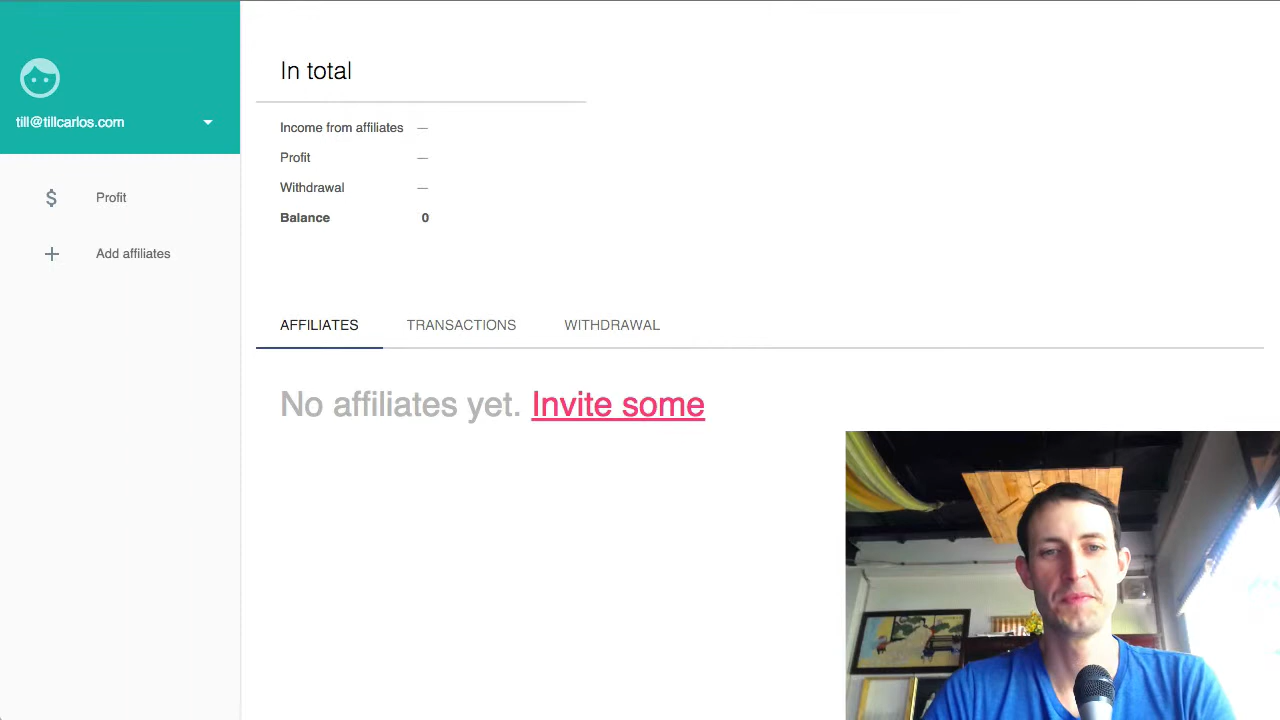 till@tillcarlos.com
Profit
Add affiliates
In total
Income from affiliates —
Profit —
Withdrawal —
Balance 0
AFFILIATES TRANSACTIONS WITHDRAWAL
No affiliates yet. Invite some